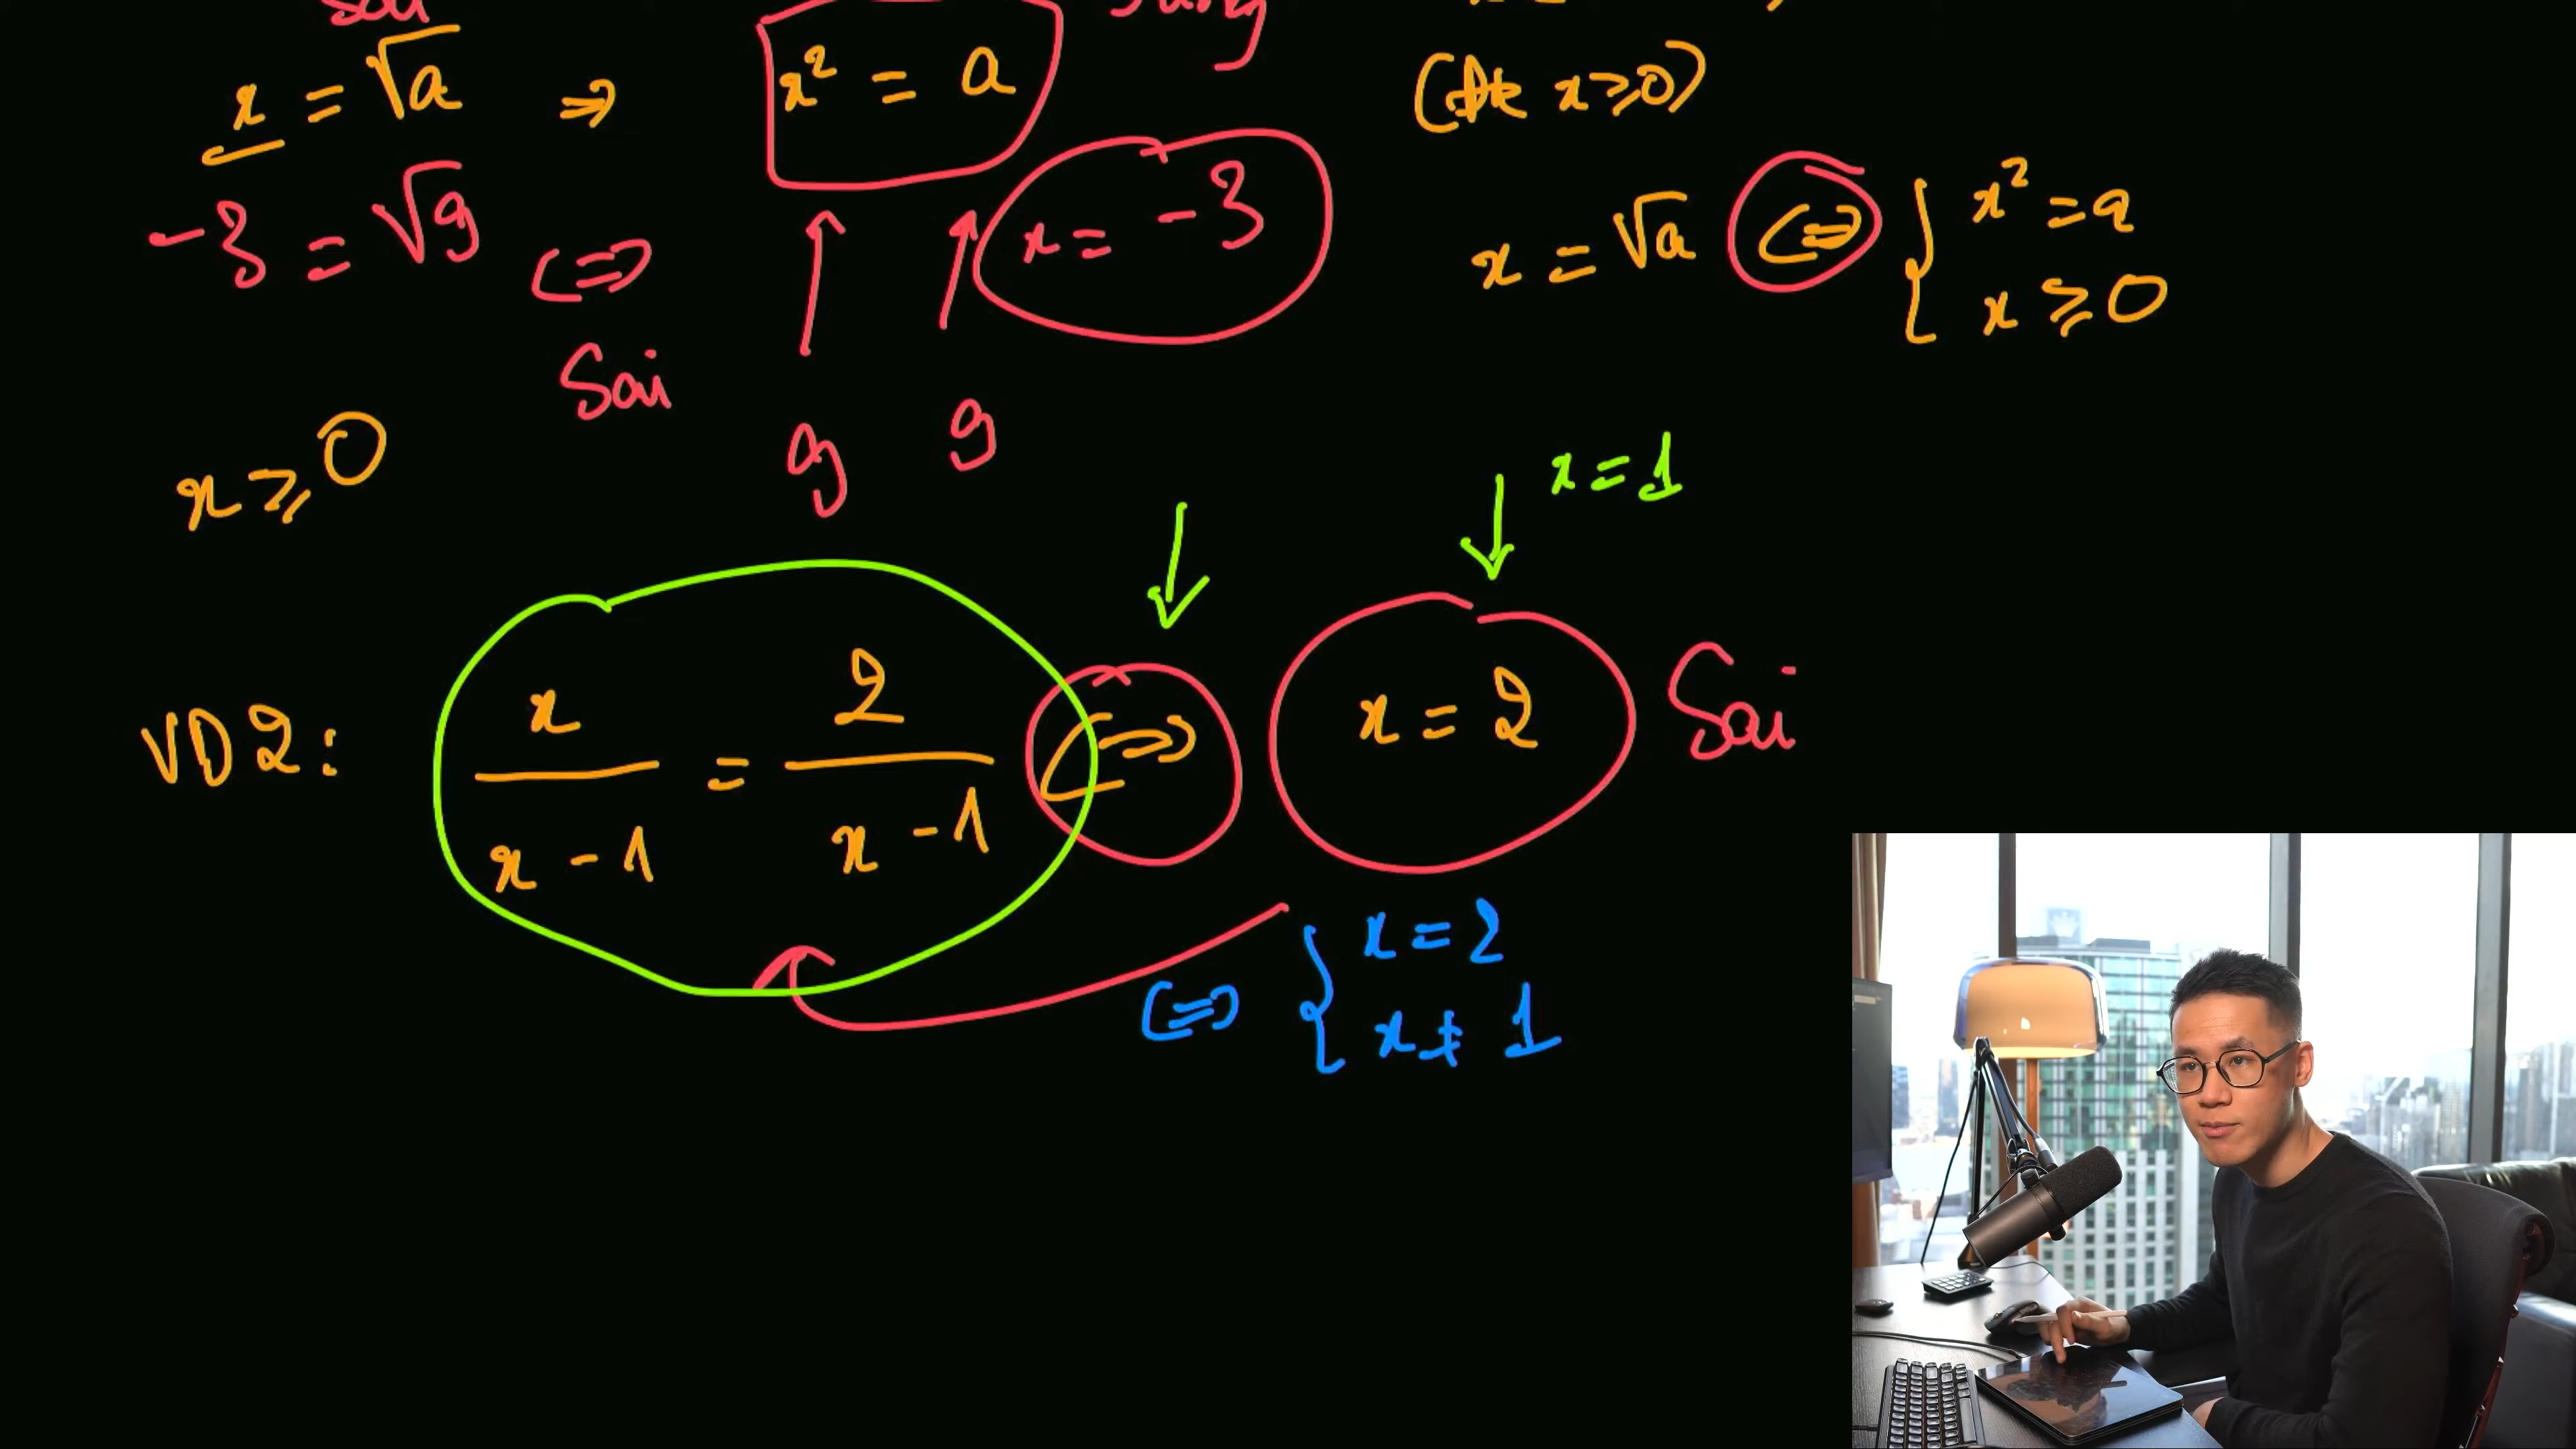 x = √a ⇒ x² = a
(Đk x ⩾ 0)
-3 = √9 ⇔ x = -3
Sai
x = √a ⇔ { x² = a
x ⩾ 0
9 9
x ⩾ 0
x = 1
VD2: x/(x - 1) = 2/(x - 1) ⇔ x = 2 Sai
⇔ { x = 2
x ≠ 1